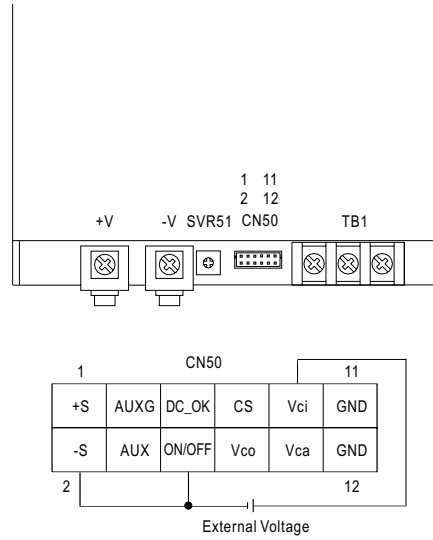 1 11
2 12
+V -V SVR51 CN50 TB1
CN50
1 11
+S AUXG DC_OK CS Vci GND
-S AUX ON/OFF Vco Vca GND
2 12
External Voltage